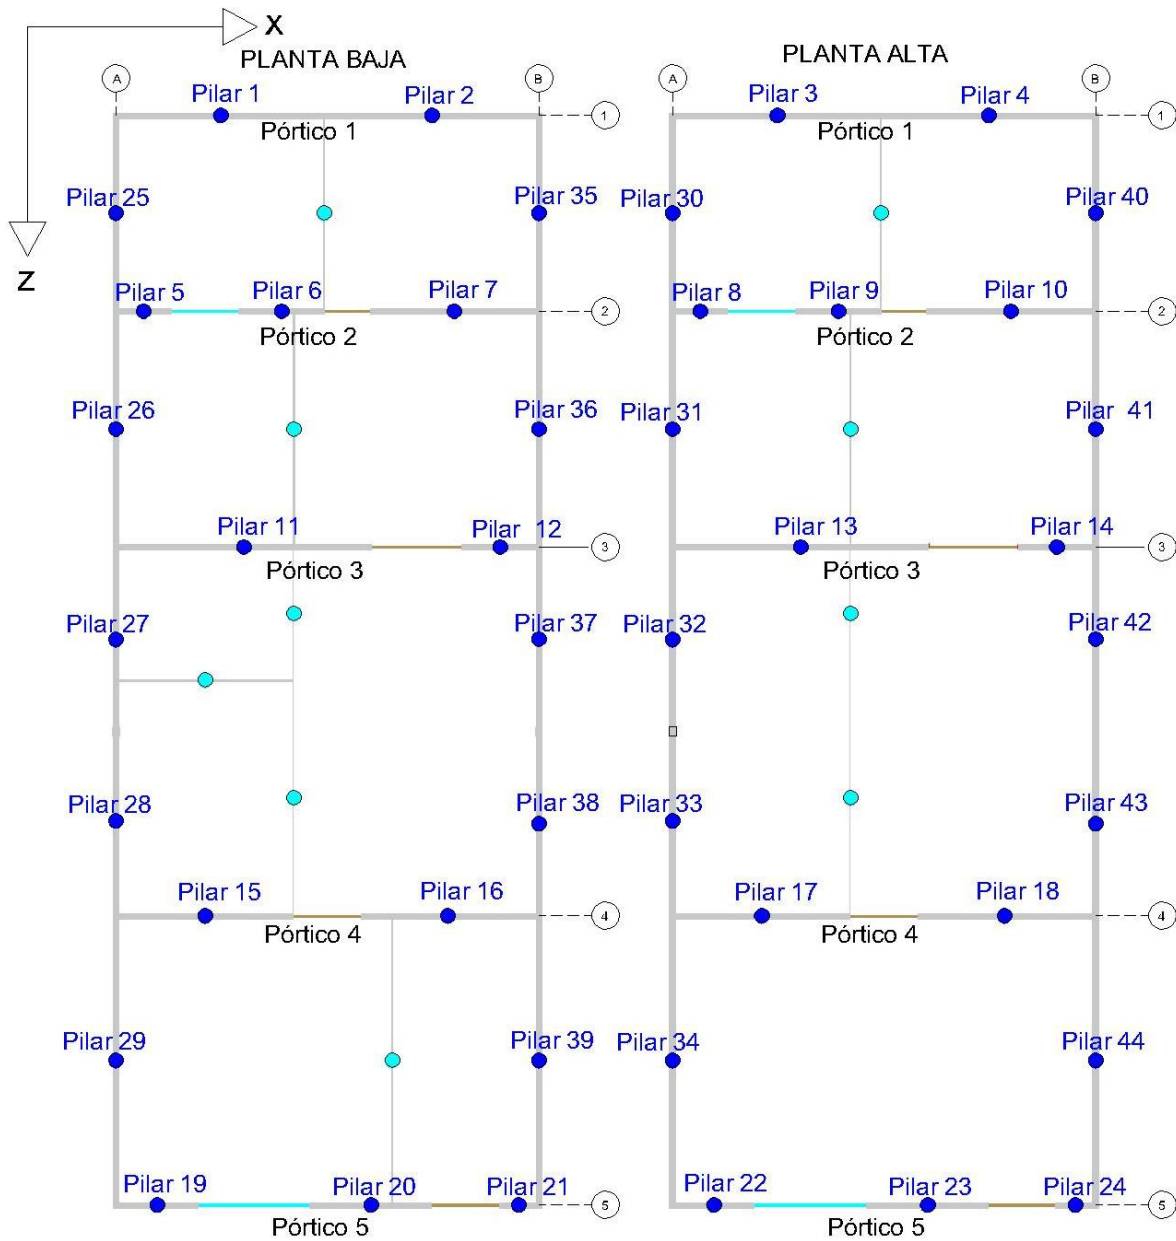 X
Z
PLANTA BAJA
A
B
Pilar 1
Pilar 2
1
Pórtico 1
Pilar 25
Pilar 35
Pilar 5
Pilar 6
Pilar 7
2
Pórtico 2
Pilar 26
Pilar 36
Pilar 11
Pilar 12
3
Pórtico 3
Pilar 27
Pilar 37
Pilar 28
Pilar 38
Pilar 15
Pilar 16
4
Pórtico 4
Pilar 29
Pilar 39
Pilar 19
Pilar 20
Pilar 21
5
Pórtico 5
PLANTA ALTA
A
B
Pilar 3
Pilar 4
1
Pórtico 1
Pilar 30
Pilar 40
Pilar 8
Pilar 9
Pilar 10
2
Pórtico 2
Pilar 31
Pilar 41
Pilar 13
Pilar 14
3
Pórtico 3
Pilar 32
Pilar 42
Pilar 33
Pilar 43
Pilar 17
Pilar 18
4
Pórtico 4
Pilar 34
Pilar 44
Pilar 22
Pilar 23
Pilar 24
5
Pórtico 5